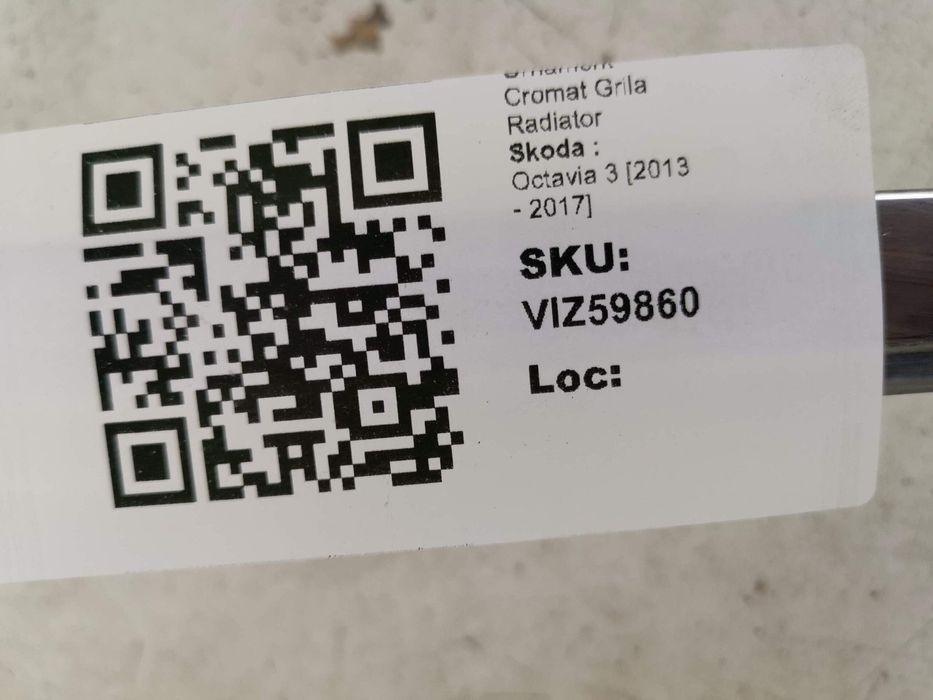 Cromat Grila
Radiator
Skoda :
Octavia 3 [2013
- 2017]
SKU:
VIZ59860
Loc: